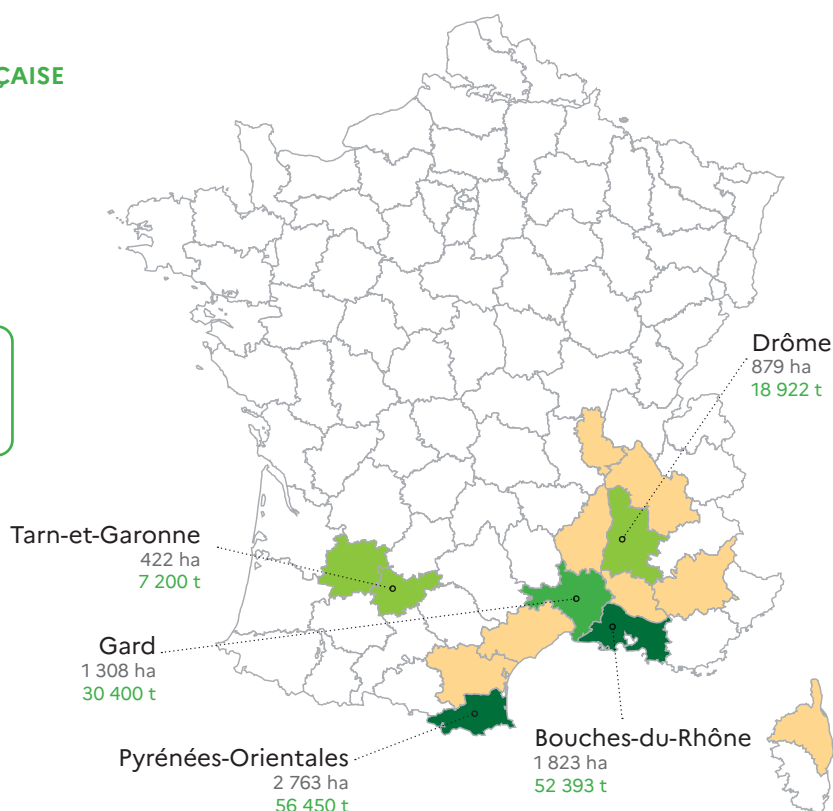 ÇAISE
Drôme
879 ha
18 922 t
Tarn-et-Garonne
422 ha
7 200 t
Gard
1 308 ha
30 400 t
Pyrénées-Orientales
2 763 ha
56 450 t
Bouches-du-Rhône
1 823 ha
52 393 t